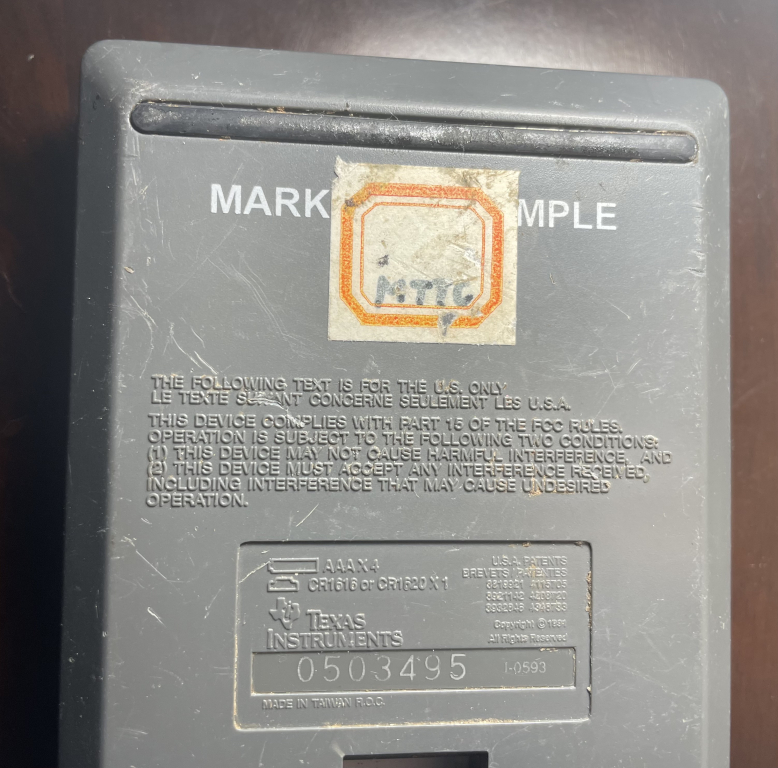 MARK MPLE
MTTG
THE FOLLOWING TEXT IS FOR THE U.S. ONLY
LE TEXTE SUIVANT CONCERNE SEULEMENT LES U.S.A.
THIS DEVICE COMPLIES WITH PART 15 OF THE FCC RULES.
OPERATION IS SUBJECT TO THE FOLLOWING TWO CONDITIONS:
(1) THIS DEVICE MAY NOT CAUSE HARMFUL INTERFERENCE, AND
(2) THIS DEVICE MUST ACCEPT ANY INTERFERENCE RECEIVED,
INCLUDING INTERFERENCE THAT MAY CAUSE UNDESIRED
OPERATION.
AAA X 4
CR1616 or CR1620 X 1
U.S.A. PATENTS
BREVETS / PATENTES
Copyright ©
All Rights Reserved
TEXAS
INSTRUMENTS
0503495 I-0593
MADE IN TAIWAN R.O.C.